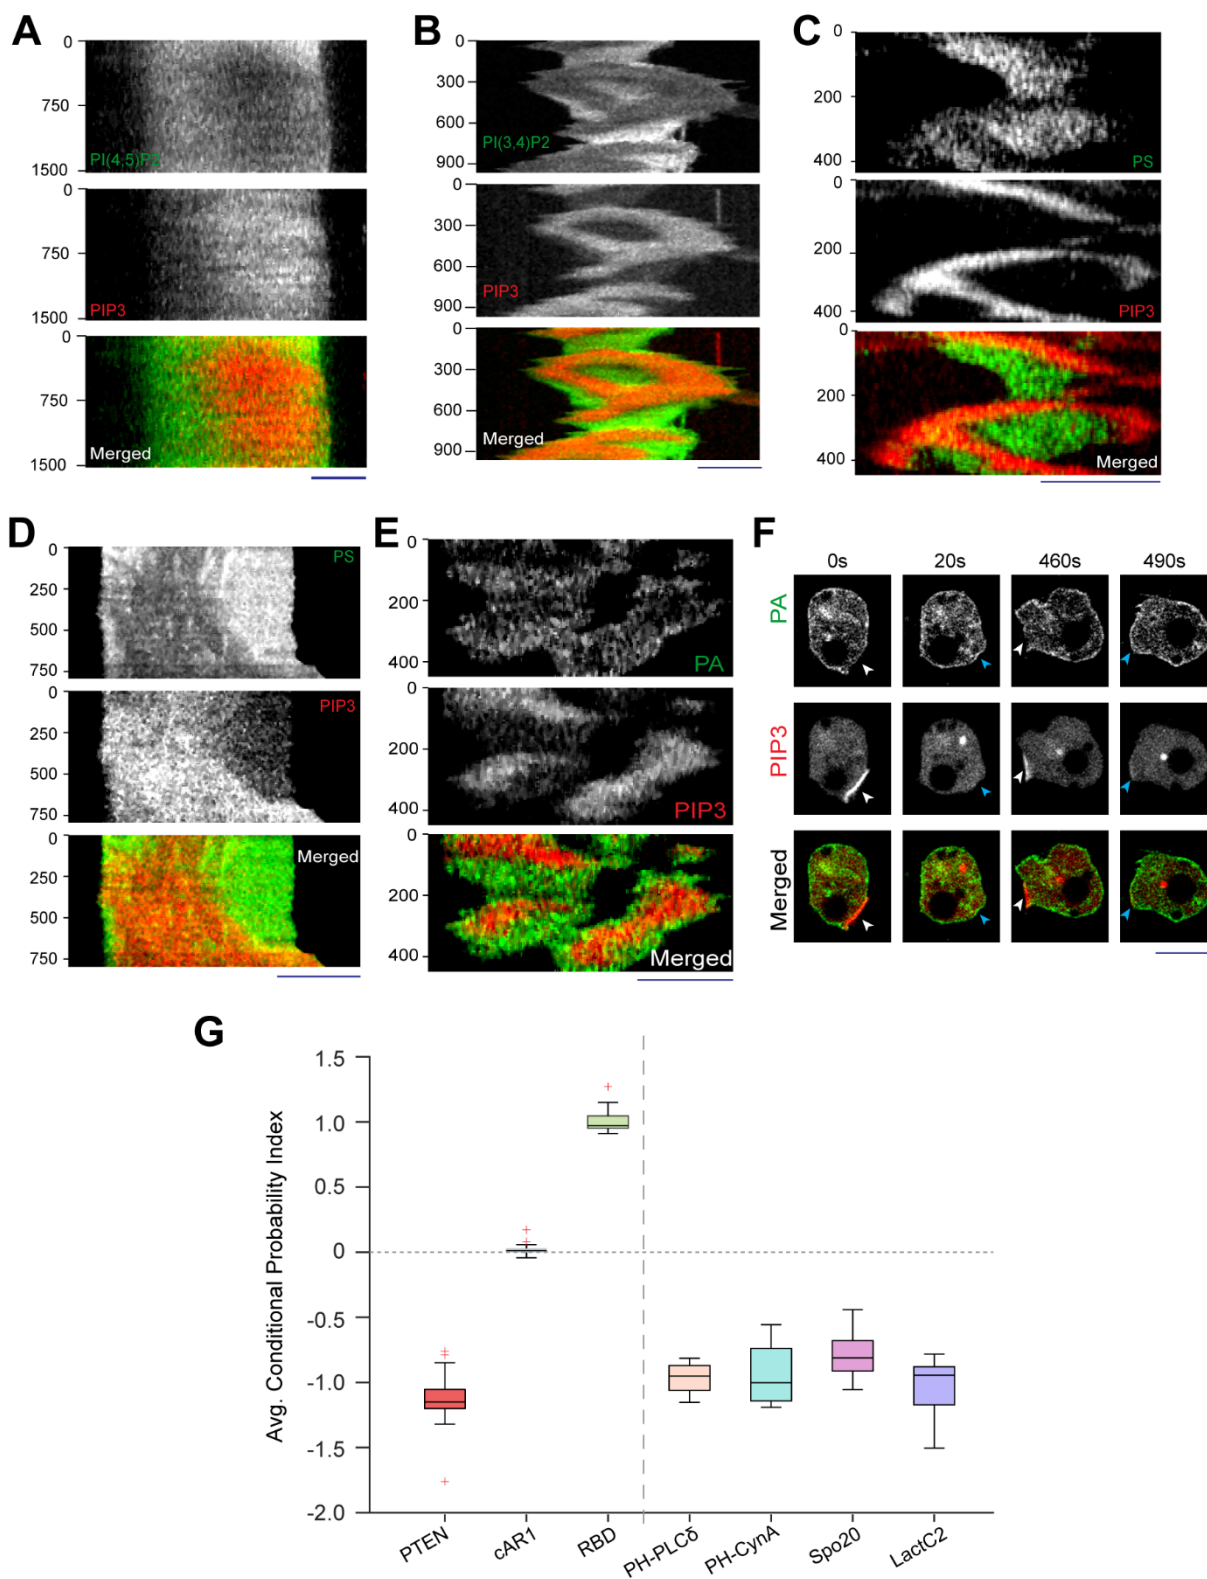 A
0
750
1500
PI(4,5)P2
0
750
1500
PIP3
0
750
1500
Merged
B
0
300
600
900
PI(3,4)P2
0
300
600
900
PIP3
0
300
600
900
Merged
C
0
200
400
PS
0
200
400
PIP3
0
200
400
Merged
D
0
250
500
750
PS
0
250
500
750
PIP3
0
250
500
750
Merged
E
0
200
400
PA
0
200
400
PIP3
0
200
400
Merged
F
0s 20s 460s 490s
PA
PIP3
Merged
G
Avg. Conditional Probability Index
1.5
1.0
0.5
0
-0.5
-1.0
-1.5
-2.0
PTEN cAR1 RBD PH-PLCδ PH-CynA Spo20 LactC2